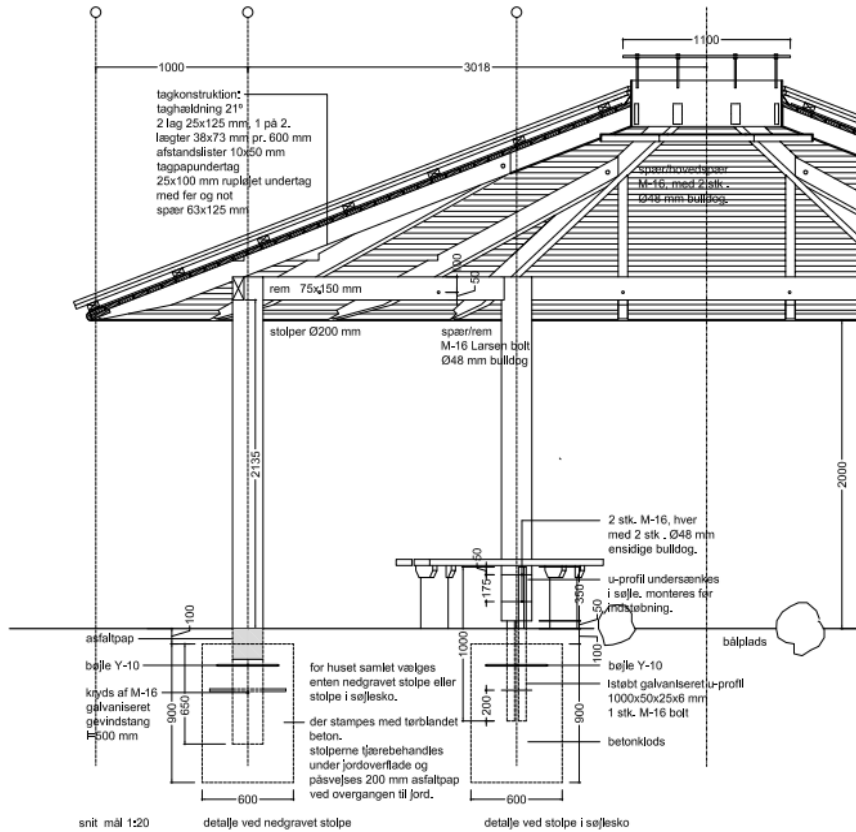 1100
1000
3018
tagkonstruktion:
taghældning 21°
2 lag 25x125 mm, 1 på 2.
lægter 38x73 mm pr. 600 mm
afstandslister 10x50 mm
tagpapundertag
25x100 mm rupløjet undertag
med fer og not
spær 63x125 mm
spær/hovedspær
M-16, med 2 stk.
Ø48 mm bulldog.
100
50
rem 75x150 mm
stolper Ø200 mm
spær/rem
M-16 Larsen bolt
Ø48 mm bulldog
2135
2000
2 stk. M-16, hver
med 2 stk . Ø48 mm
ensidige bulldog.
50
175
350
u-profil undersænkes
i søjle. monteres før
indstøbning.
100
50
asfaltpap
1000
100
bålplads
bøjle Y-10
kryds af M-16
galvaniseret
gevindstang
l=500 mm
900
650
for huset samlet vælges
enten nedgravet stolpe eller
stolpe i søjlesko.
der stampes med tørblandet
beton.
stolperne tjærebehandles
under jordoverflade og
påsvejses 200 mm asfaltpap
ved overgangen til jord.
bøjle Y-10
200
900
Istøbt galvaniseret u-profil
1000x50x25x6 mm
1 stk. M-16 bolt
betonklods
600
600
snit mål 1:20
detalje ved nedgravet stolpe
detalje ved stolpe i søjlesko